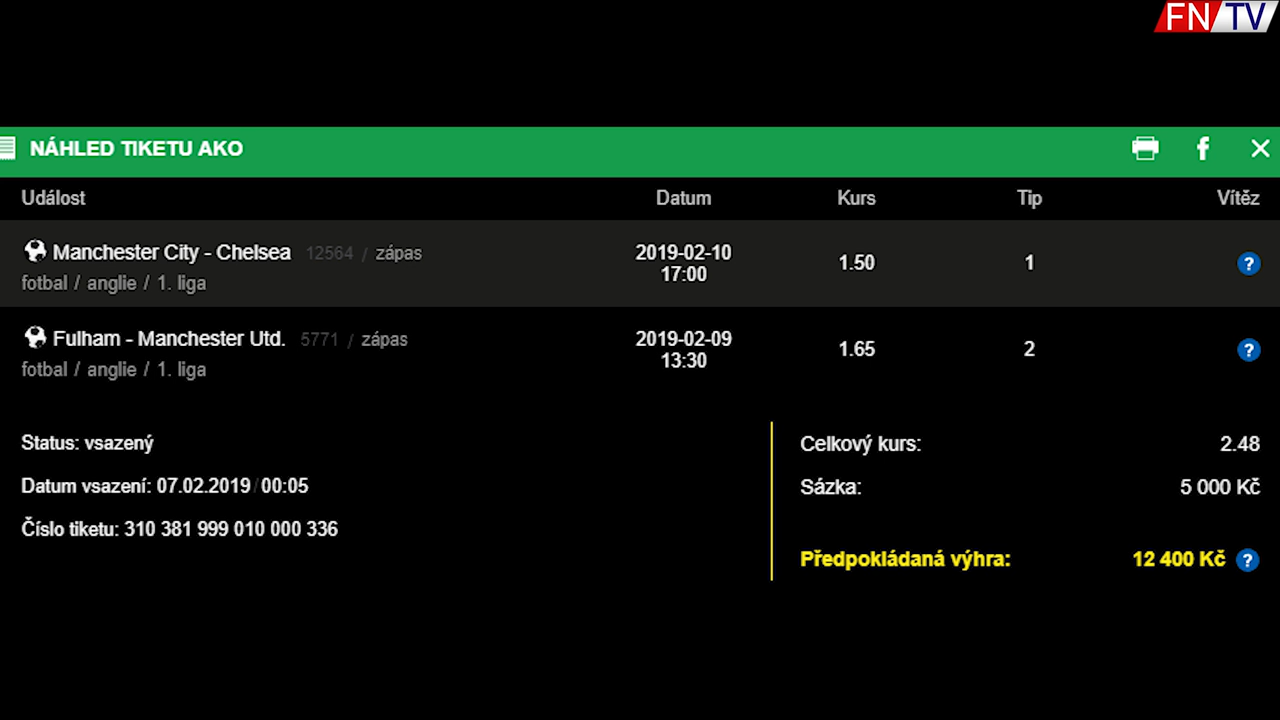 FN TV
NÁHLED TIKETU AKO
Událost Datum Kurs Tip Vítěz
Manchester City - Chelsea 12564 / zápas 2019-02-10 1.50 1 ?
fotbal / anglie / 1. liga 17:00
Fulham - Manchester Utd. 5771 / zápas 2019-02-09 1.65 2 ?
fotbal / anglie / 1. liga 13:30
Status: vsazený Celkový kurs: 2.48
Datum vsazení: 07.02.2019 / 00:05 Sázka: 5 000 Kč
Číslo tiketu: 310 381 999 010 000 336
Předpokládaná výhra: 12 400 Kč ?